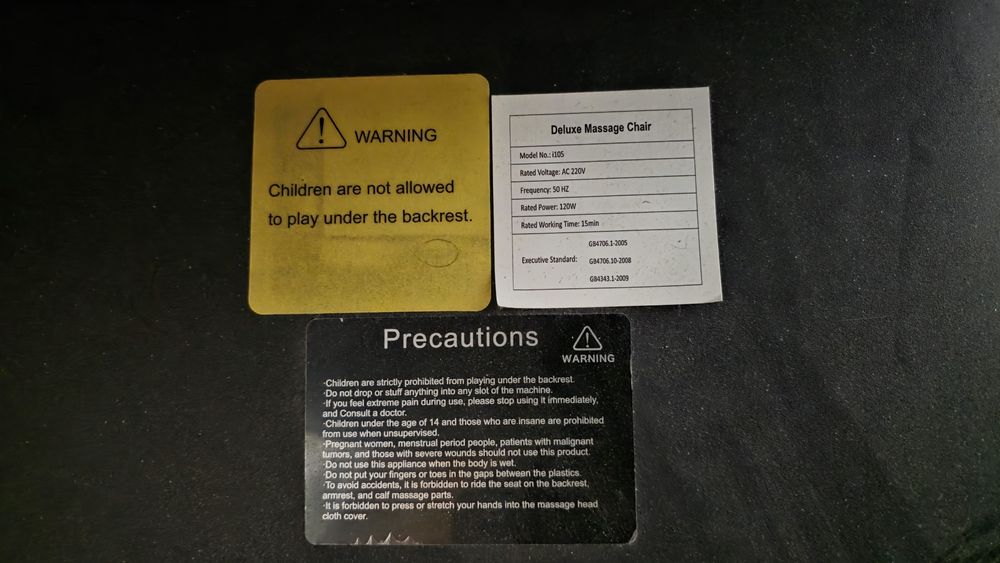 WARNING
Children are not allowed
to play under the backrest.
Deluxe Massage Chair
Model No.: i105
Rated Voltage: AC 220V
Frequency: 50 HZ
Rated Power: 120W
Rated Working Time: 15min
Executive Standard:
GB4706.1-2005
GB4706.10-2008
GB4343.1-2009
Precautions
WARNING
·Children are strictly prohibited from playing under the backrest.
·Do not drop or stuff anything into any slot of the machine.
·If you feel extreme pain during use, please stop using it immediately,
and Consult a doctor.
·Children under the age of 14 and those who are insane are prohibited
from use when unsupervised.
·Pregnant women, menstrual period people, patients with malignant
tumors, and those with severe wounds should not use this product.
·Do not use this appliance when the body is wet.
·Do not put your fingers or toes in the gaps between the plastics.
·To avoid accidents, it is forbidden to ride the seat on the backrest,
armrest, and calf massage parts.
·It is forbidden to press or stretch your hands into the massage head
cloth cover.